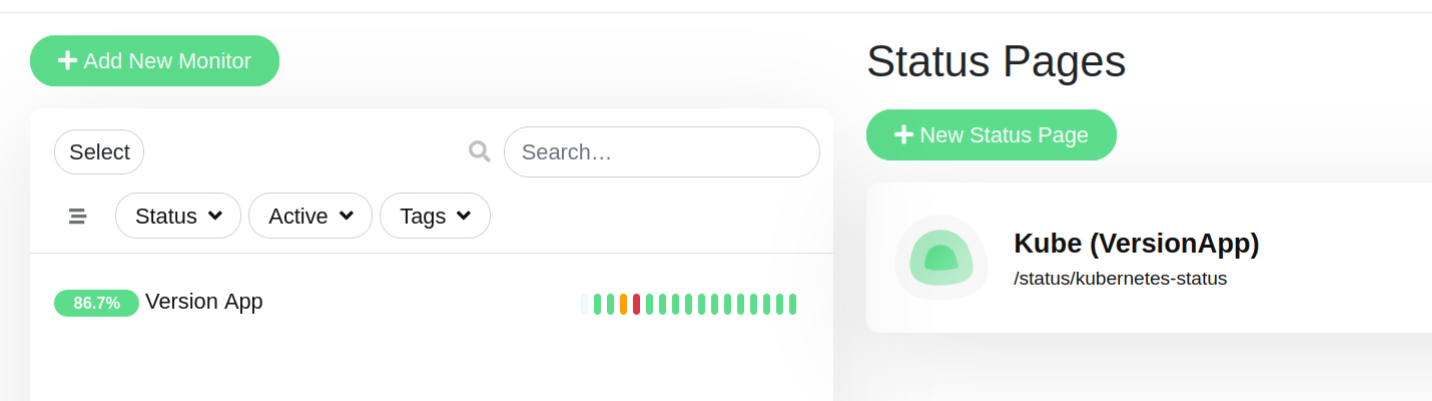 Add New Monitor
Select
Search…
Status
Active
Tags
86.7%
Version App
Status Pages
New Status Page
Kube (VersionApp)
/status/kubernetes-status